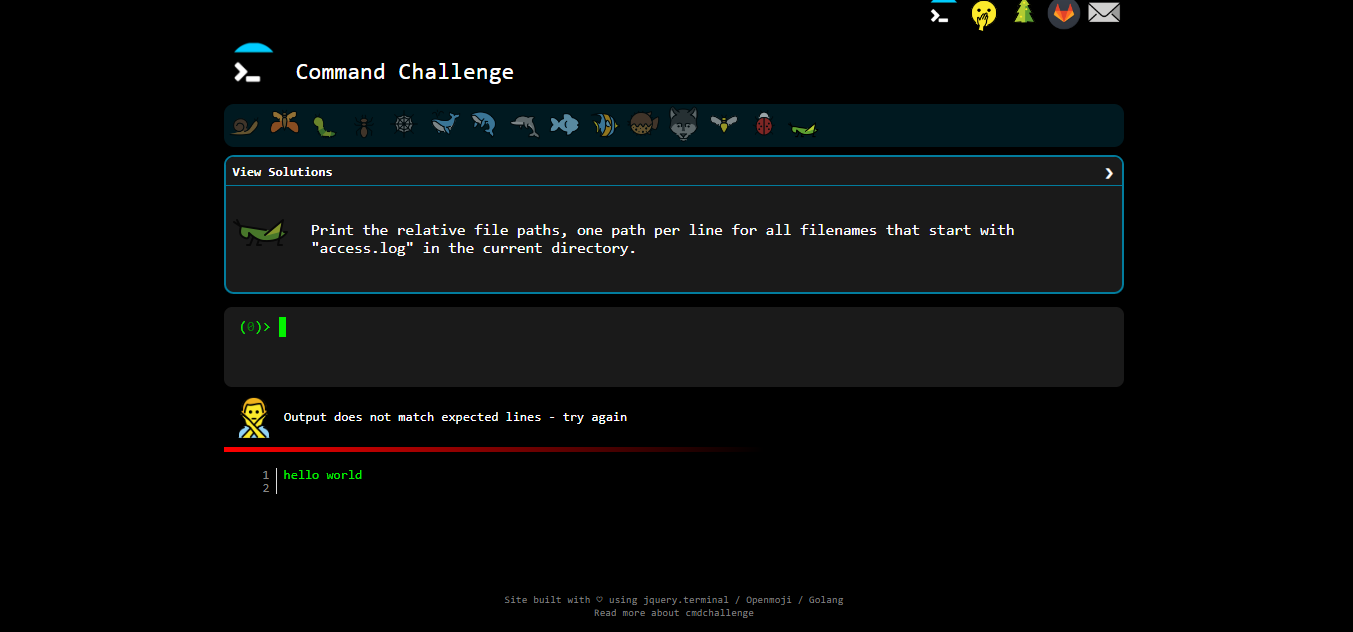 Command Challenge
View Solutions
Print the relative file paths, one path per line for all filenames that start with
"access.log" in the current directory.
(0)>
Output does not match expected lines - try again
1 hello world
2
Site built with ♡ using jquery.terminal / Openmoji / Golang
Read more about cmdchallenge